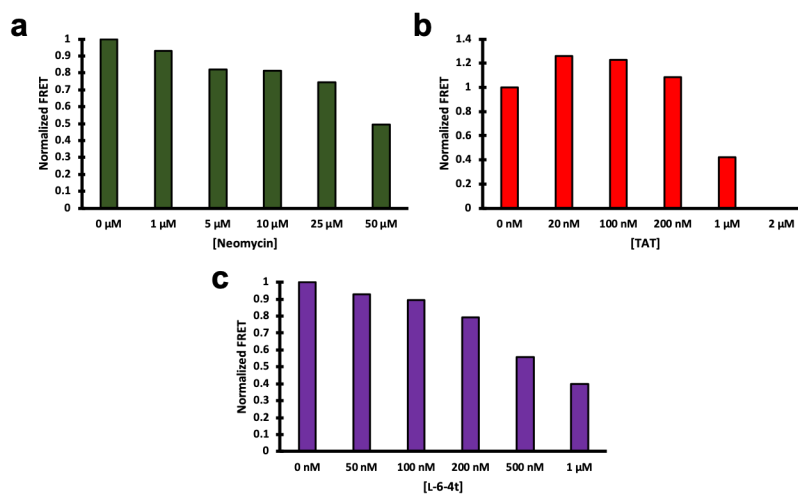 a
Normalized FRET
1
0.9
0.8
0.7
0.6
0.5
0.4
0.3
0.2
0.1
0
0 µM 1 µM 5 µM 10 µM 25 µM 50 µM
[Neomycin]
b
Normalized FRET
1.4
1.2
1
0.8
0.6
0.4
0.2
0
0 nM 20 nM 100 nM 200 nM 1 µM 2 µM
[TAT]
c
Normalized FRET
1
0.9
0.8
0.7
0.6
0.5
0.4
0.3
0.2
0.1
0
0 nM 50 nM 100 nM 200 nM 500 nM 1 µM
[L-6-4t]